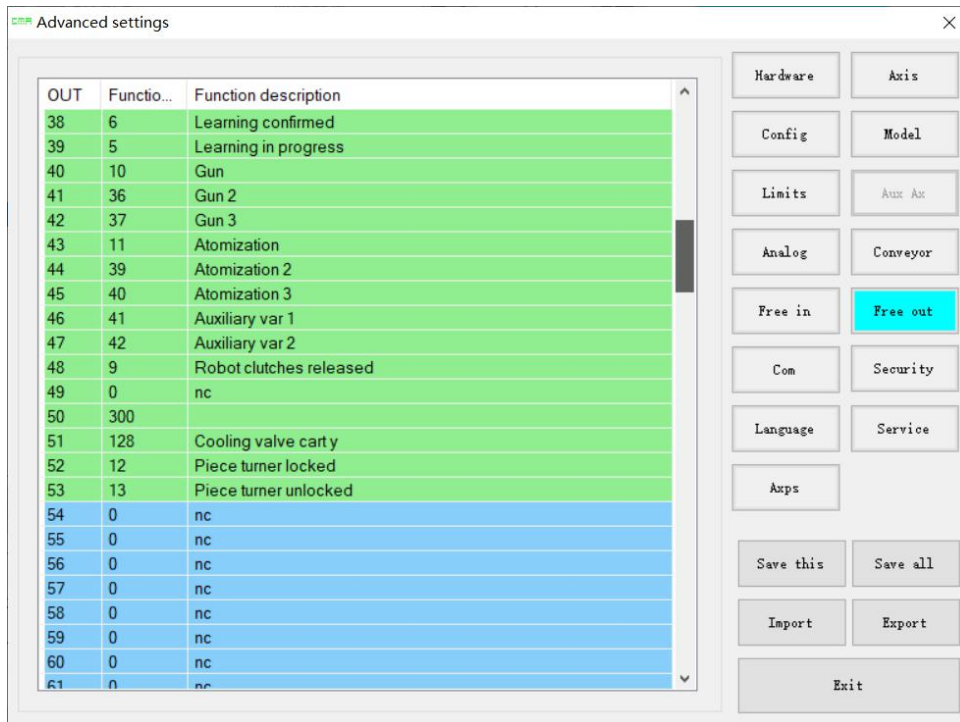 CMA Advanced settings
OUT Functio... Function description
38 6 Learning confirmed
39 5 Learning in progress
40 10 Gun
41 36 Gun 2
42 37 Gun 3
43 11 Atomization
44 39 Atomization 2
45 40 Atomization 3
46 41 Auxiliary var 1
47 42 Auxiliary var 2
48 9 Robot clutches released
49 0 nc
50 300
51 128 Cooling valve cart y
52 12 Piece turner locked
53 13 Piece turner unlocked
54 0 nc
55 0 nc
56 0 nc
57 0 nc
58 0 nc
59 0 nc
60 0 nc
61 0 nc
Hardware Axis
Config Model
Limits Aux Ax
Analog Conveyor
Free in Free out
Com Security
Language Service
Axps
Save this Save all
Import Export
Exit